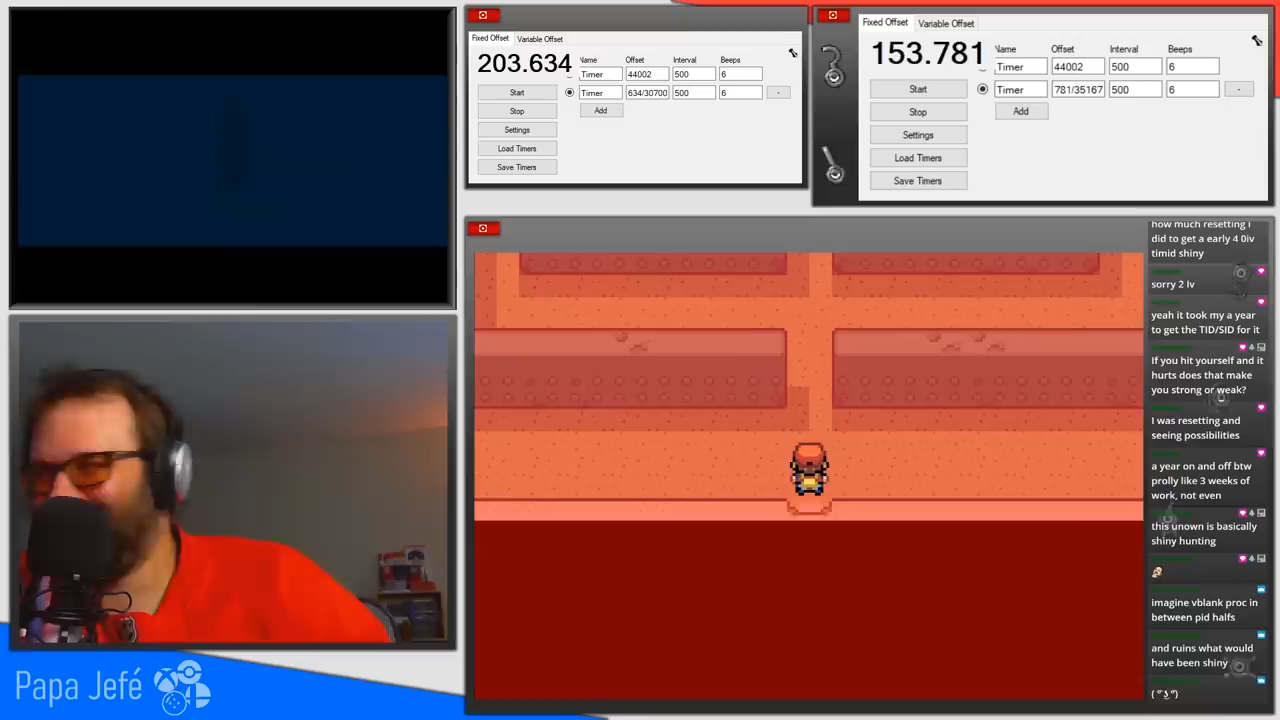 Fixed Offset
Variable Offset
203.634
Name
Offset
Interval
Beeps
Timer
44002
500
6
Start
Timer
634/30700
500
6
-
Stop
Add
Settings
Load Timers
Save Timers
Fixed Offset
Variable Offset
153.781
Name
Offset
Interval
Beeps
Timer
44002
500
6
Start
Timer
781/35167
500
6
-
Stop
Add
Settings
Load Timers
Save Timers
how much resetting i
did to get a early 4 0iv
timid shiny
sorry 2 lv
yeah it took my a year
to get the TID/SID for it
If you hit yourself and it
hurts does that make
you strong or weak?
I was resetting and
seeing possibilities
a year on and off btw
prolly like 3 weeks of
work, not even
this unown is basically
shiny hunting
imagine vblank proc in
between pid halfs
and ruins what would
have been shiny
( ͡° ͜ʖ ͡°)
Papa Jefé